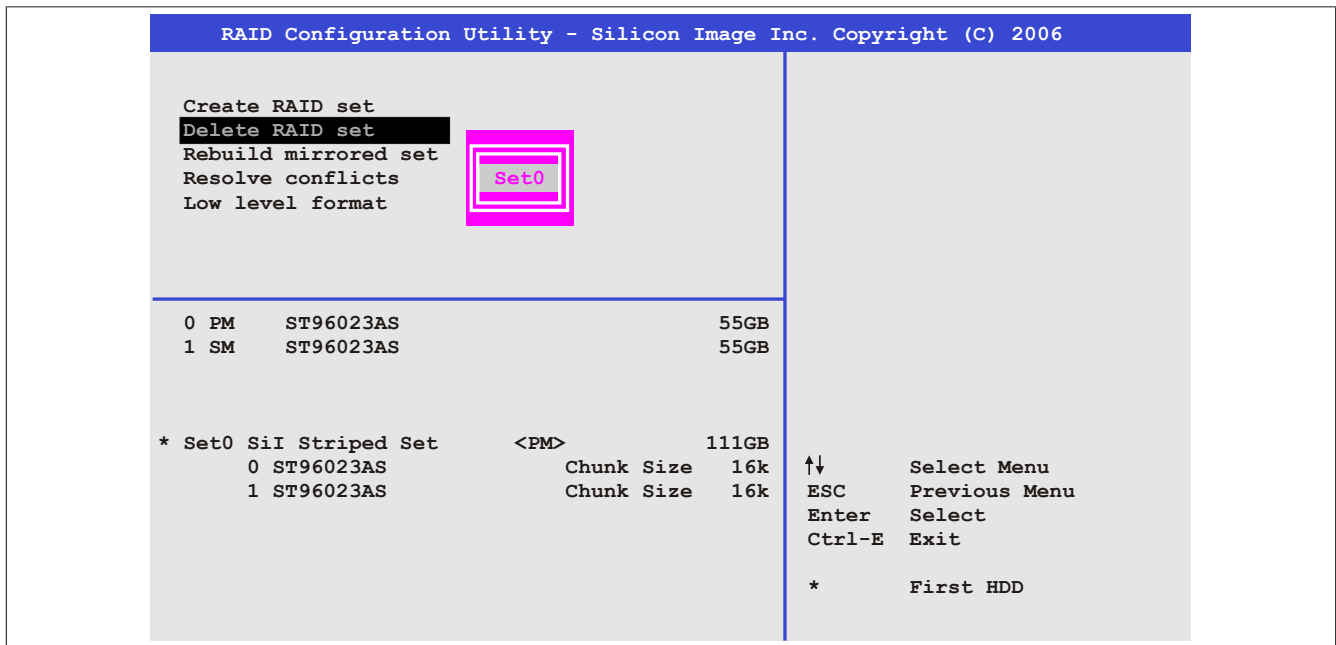 RAID Configuration Utility - Silicon Image Inc. Copyright (C) 2006
Create RAID set
Delete RAID set
Rebuild mirrored set
Resolve conflicts
Low level format
Set0
0 PM ST96023AS 55GB
1 SM ST96023AS 55GB
* Set0 SiI Striped Set <PM> 111GB
0 ST96023AS Chunk Size 16k
1 ST96023AS Chunk Size 16k
↑↓ Select Menu
ESC Previous Menu
Enter Select
Ctrl-E Exit
* First HDD